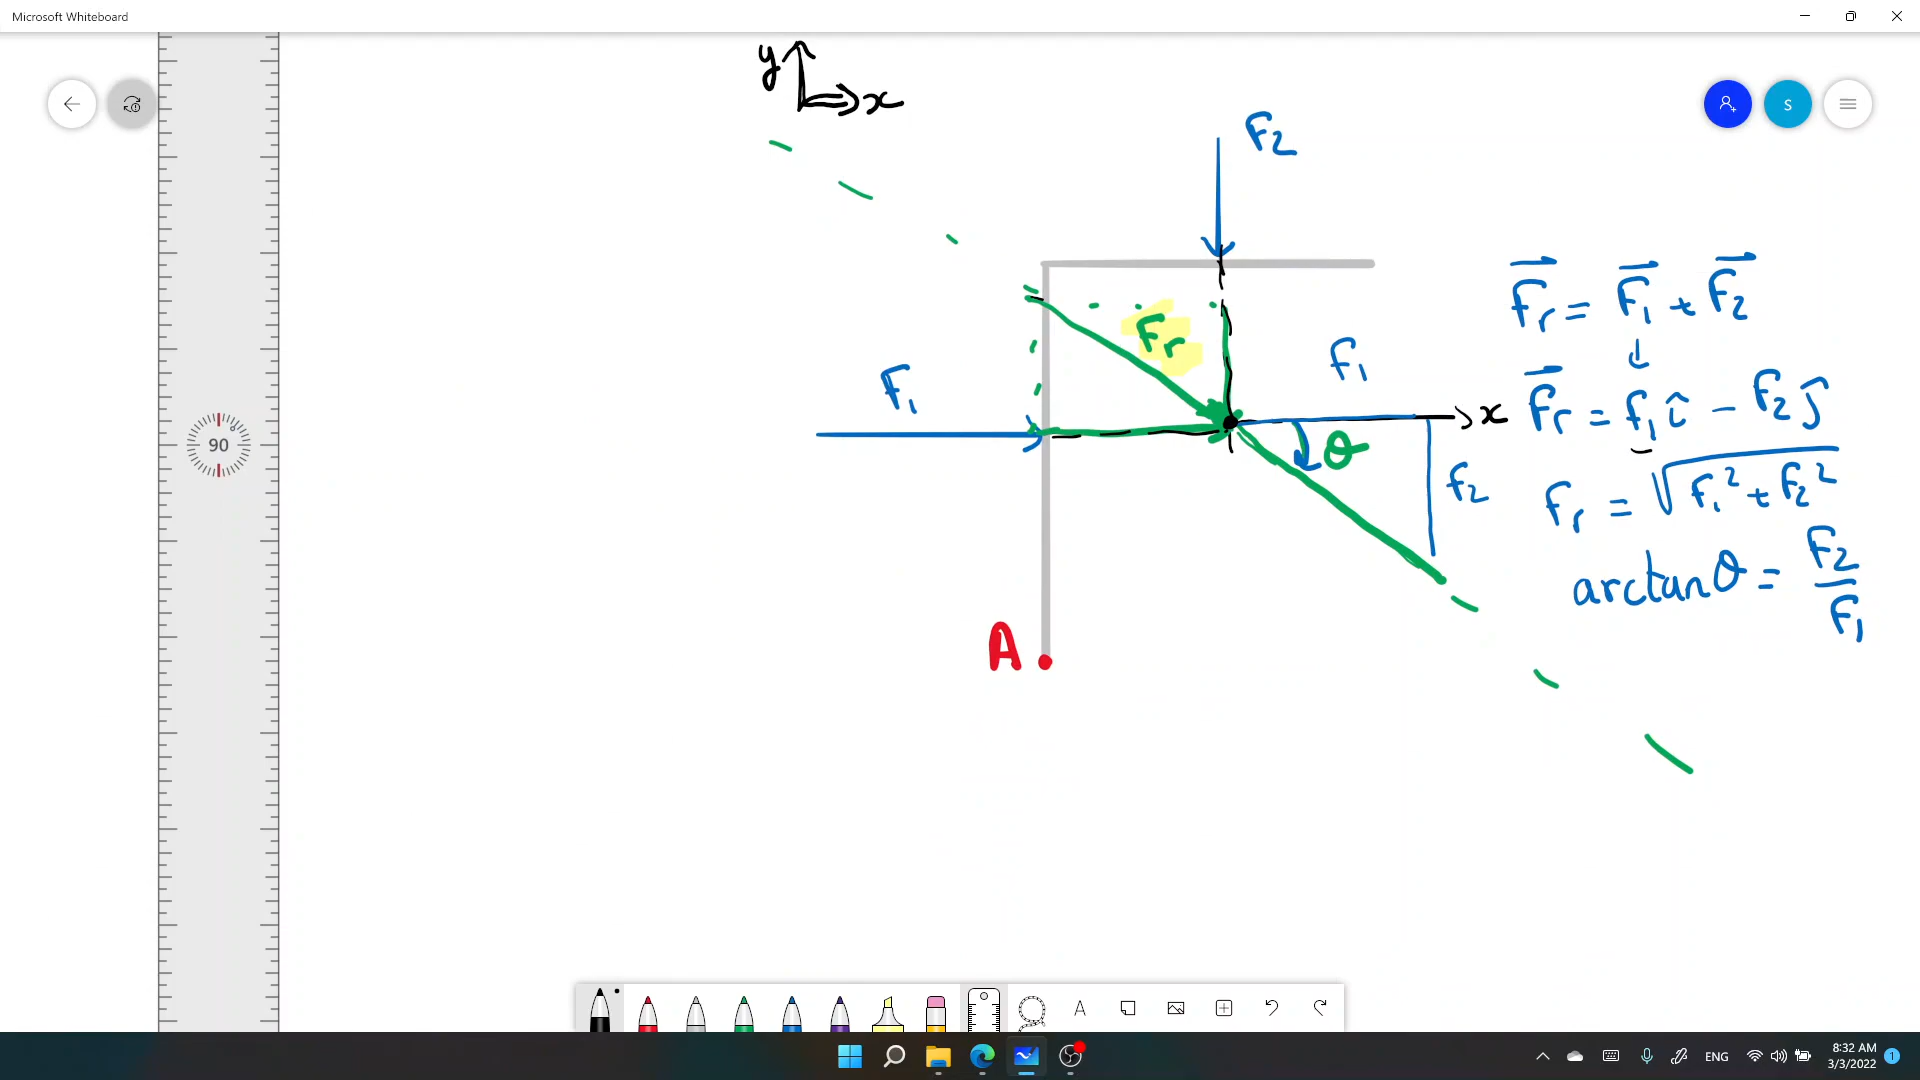 Microsoft Whiteboard
y
x
S
F2
F1
Fr
F1
F2
θ
x
A
Fr = F1 + F2
↓
Fr = F1 î - F2 ĵ
Fr = √F1² + F2²
arctanθ = F2/F1
90
A
ENG
8:32 AM
3/3/2022
1